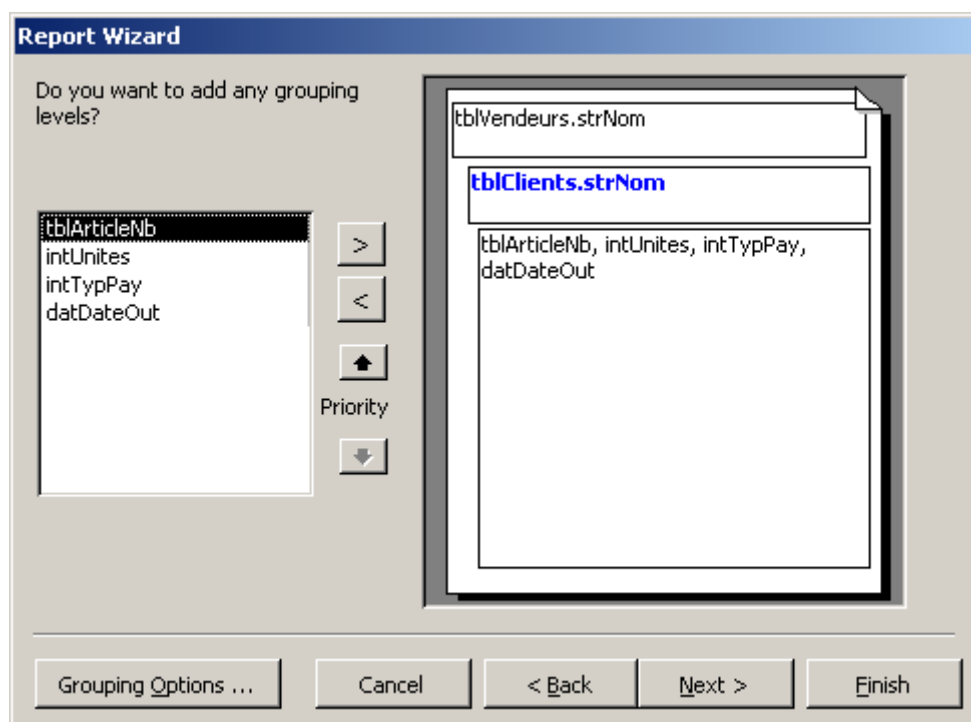 Report Wizard
Do you want to add any grouping
levels?
tblArticleNb
intUnites
intTypPay
datDateOut
>
<
Priority
tblVendeurs.strNom
tblClients.strNom
tblArticleNb, intUnites, intTypPay,
datDateOut
Grouping Options ...
Cancel
< Back
Next >
Finish